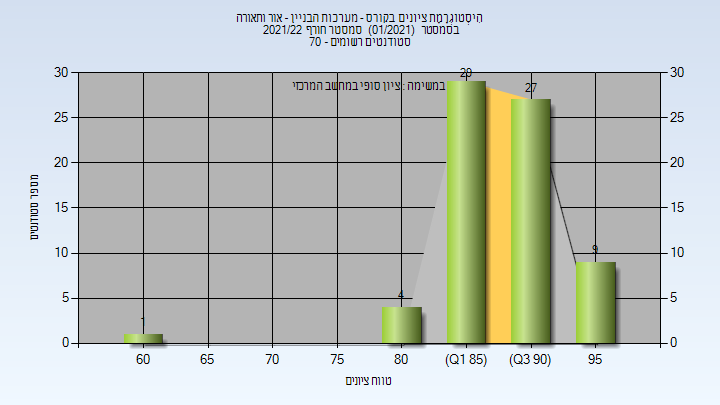 הִיסטוֹגְרַמַת ציונים בקורס - מערכות הבניין - אור ותאורה
בסמסטר (01/2021) סמסטר חורף 2021/22
סטודנטים רשומים - 70
במשימה : ציון סופי במחשב המרכזי
מספר סטודנטים
30 25 20 15 10 5 0
1 4 29 27 9
30 25 20 15 10 5 0
60 65 70 75 80 (Q1 85) (Q3 90) 95
טווח ציונים